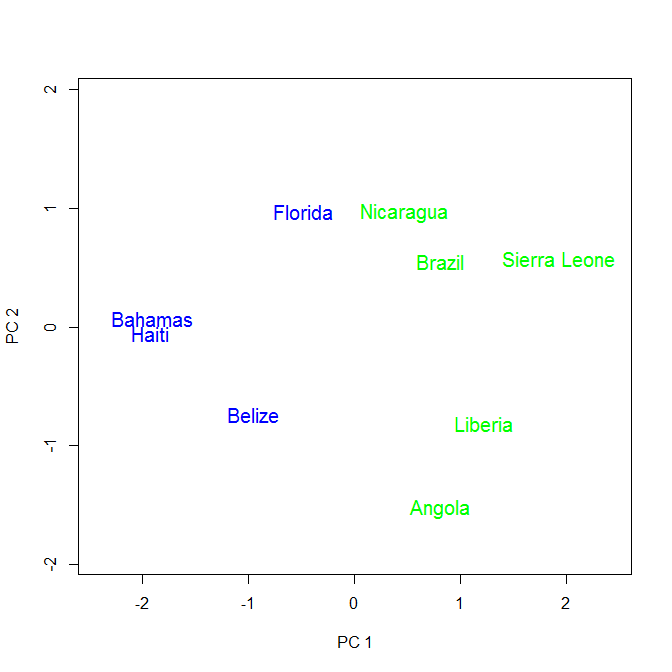 2
1
0
-1
-2
PC 2
Florida
Nicaragua
Brazil
Sierra Leone
Bahamas
Haiti
Belize
Liberia
Angola
-2 -1 0 1 2
PC 1